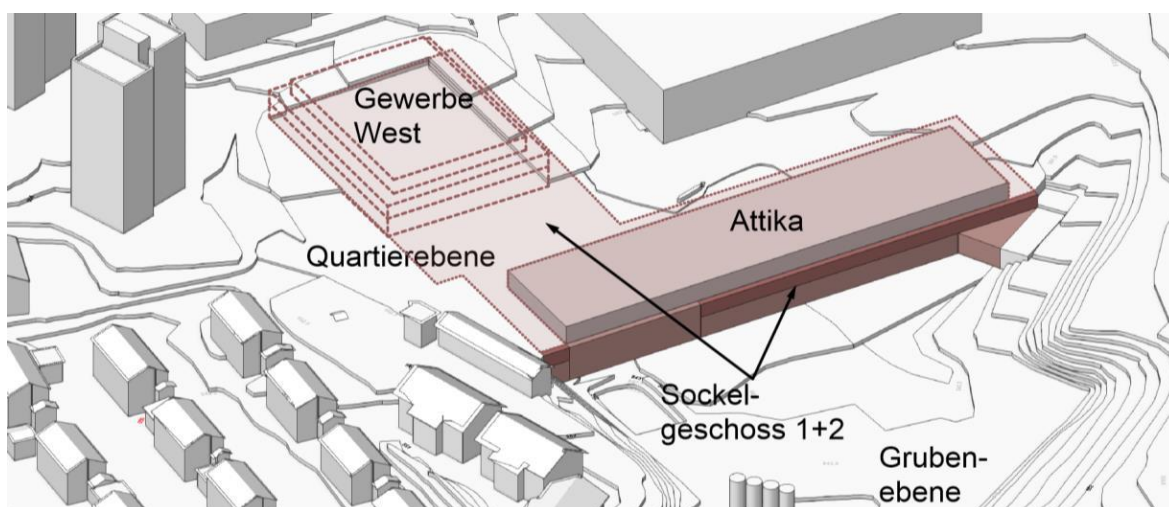 Gewerbe
West
Attika
Quartierebene
Sockel-
geschoss 1+2
Gruben-
ebene